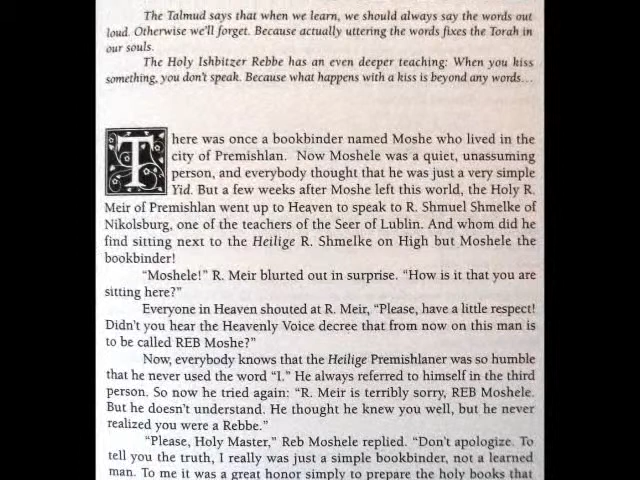 The Talmud says that when we learn, we should always say the words out
loud. Otherwise we'll forget. Because actually uttering the words fixes the Torah in
our souls.
The Holy Ishbitzer Rebbe has an even deeper teaching: When you kiss
something, you don't speak. Because what happens with a kiss is beyond any words…
There was once a bookbinder named Moshe who lived in the
city of Premishlan. Now Moshele was a quiet, unassuming
person, and everybody thought that he was just a very simple
Yid. But a few weeks after Moshe left this world, the Holy R.
Meir of Premishlan went up to Heaven to speak to R. Shmuel Shmelke of
Nikolsburg, one of the teachers of the Seer of Lublin. And whom did he
find sitting next to the Heilige R. Shmelke on High but Moshele the
bookbinder!
"Moshele!" R. Meir blurted out in surprise. "How is it that you are
sitting here?"
Everyone in Heaven shouted at R. Meir, "Please, have a little respect!
Didn't you hear the Heavenly Voice decree that from now on this man is
to be called REB Moshe?"
Now, everybody knows that the Heilige Premishlaner was so humble
that he never used the word "I." He always referred to himself in the third
person. So now he tried again: "R. Meir is terribly sorry, REB Moshele.
But he doesn't understand. He thought he knew you well, but he never
realized you were a Rebbe."
"Please, Holy Master," Reb Moshele replied. "Don't apologize. To
tell you the truth, I really was just a simple bookbinder, not a learned
man. To me it was a great honor simply to prepare the holy books that